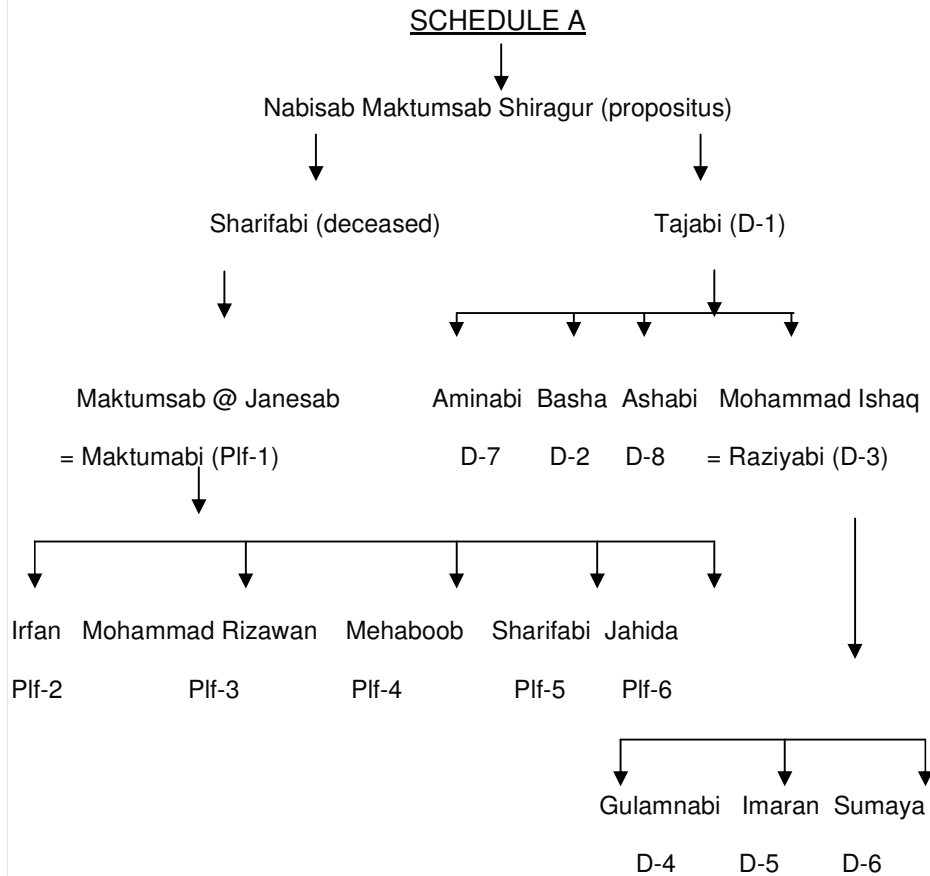 SCHEDULE A
Nabisab Maktumsab Shiragur (propositus)
Sharifabi (deceased) Tajabi (D-1)
Maktumsab @ Janesab Aminabi Basha Ashabi Mohammad Ishaq
= Maktumabi (Plf-1) D-7 D-2 D-8 = Raziyabi (D-3)
Irfan Mohammad Rizawan Mehaboob Sharifabi Jahida
Plf-2 Plf-3 Plf-4 Plf-5 Plf-6
Gulamnabi Imaran Sumaya
D-4 D-5 D-6